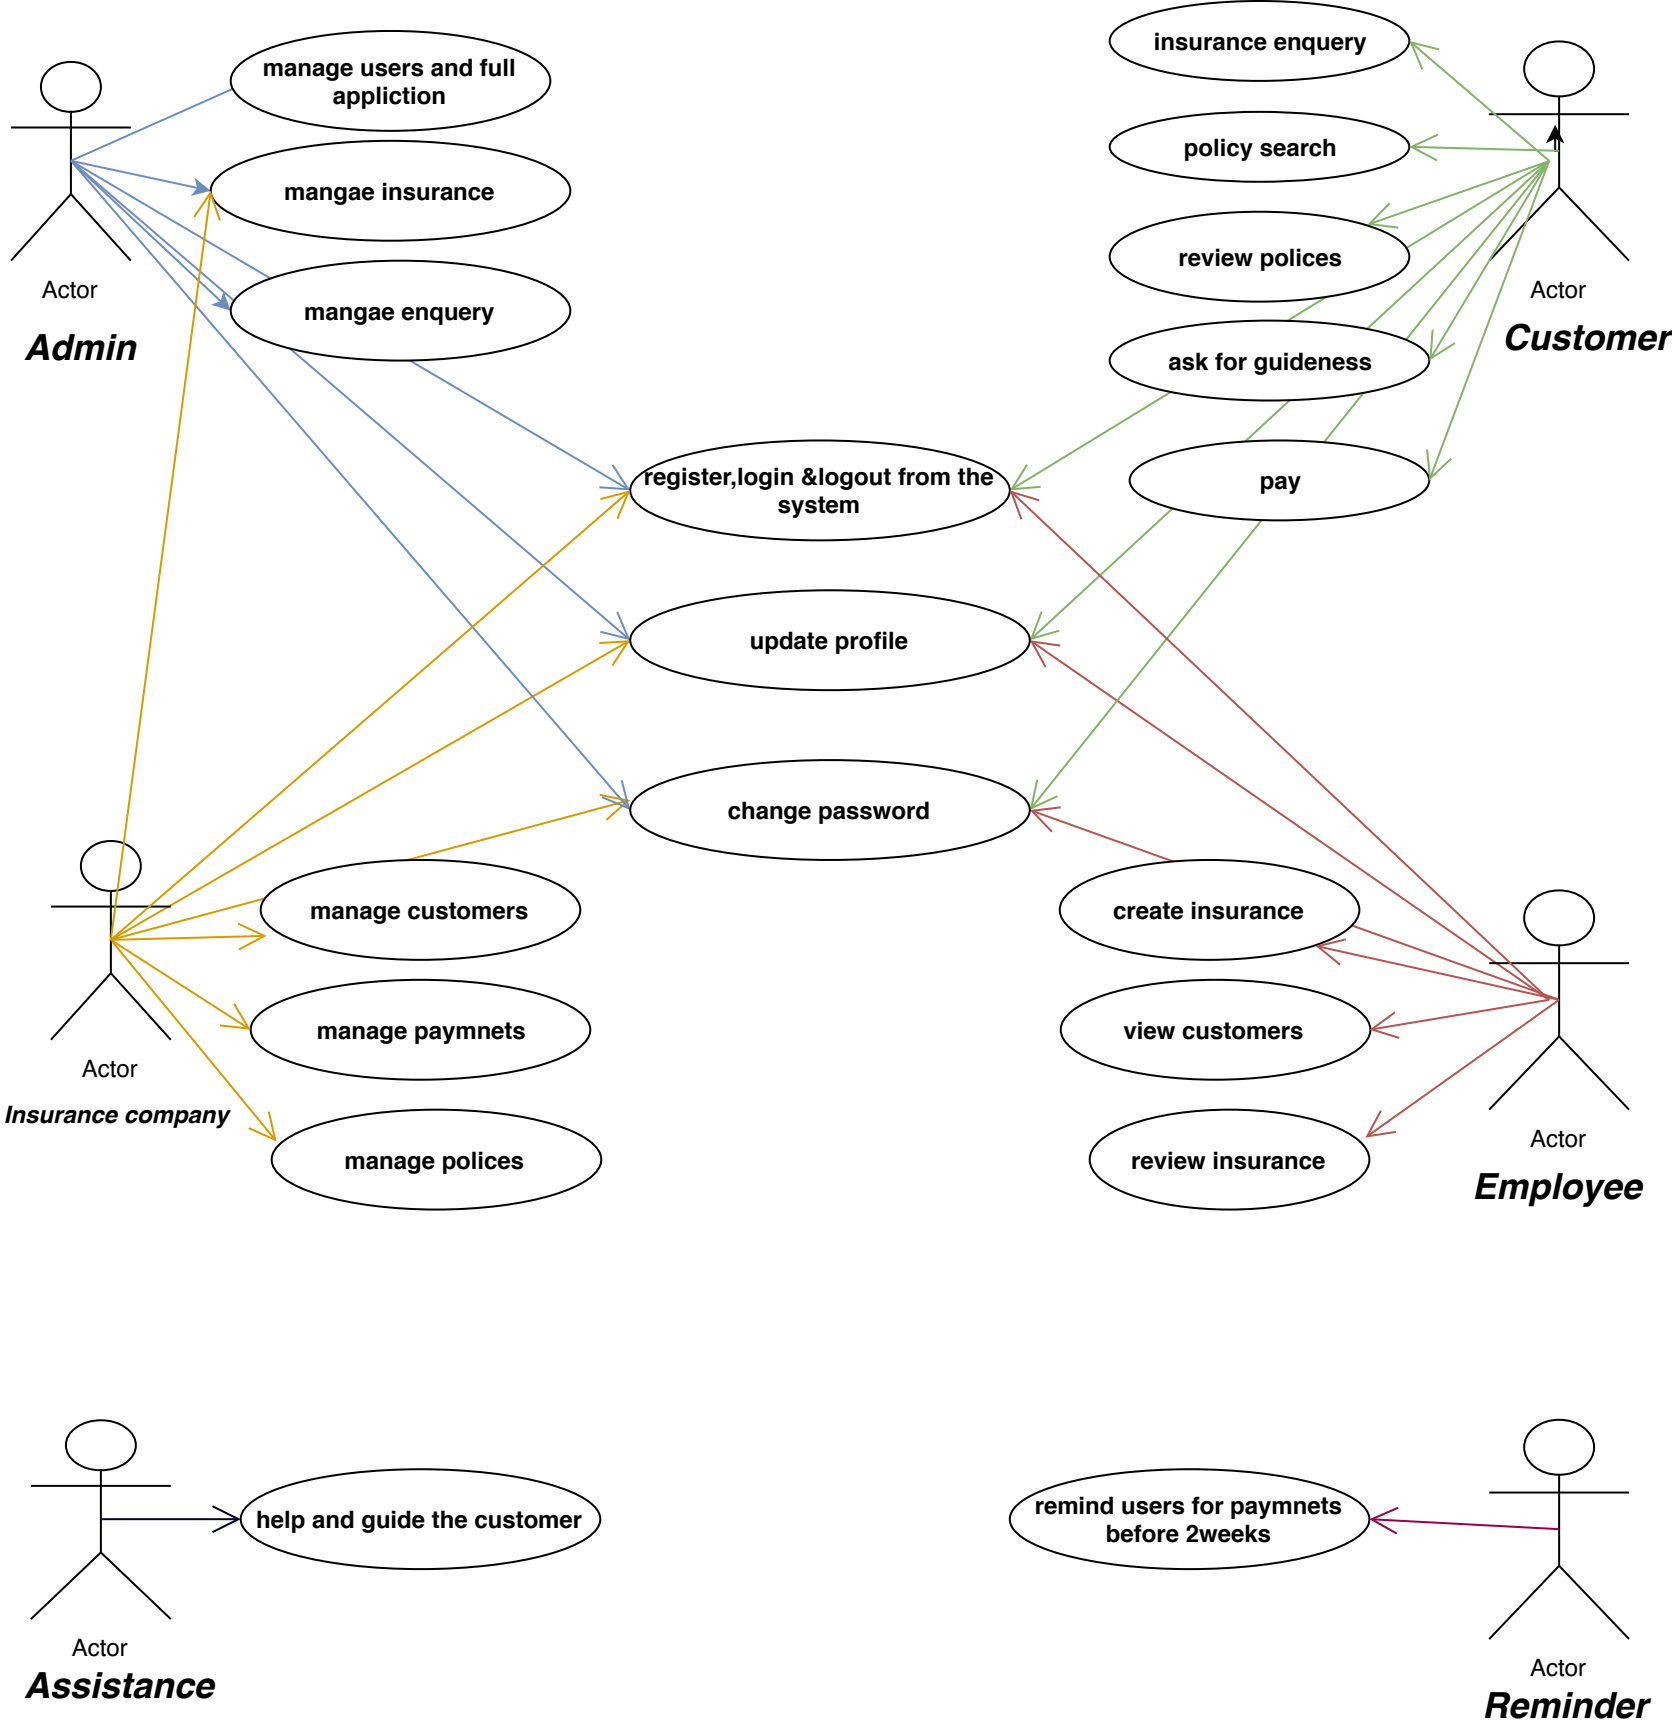 manage users and full
appliction
mangae insurance
mangae enquery
Actor
Admin
insurance enquery
policy search
review polices
ask for guideness
pay
Actor
Customer
register,login &logout from the
system
update profile
change password
manage customers
manage paymnets
manage polices
Actor
Insurance company
create insurance
view customers
review insurance
Actor
Employee
help and guide the customer
Actor
Assistance
remind users for paymnets
before 2weeks
Actor
Reminder